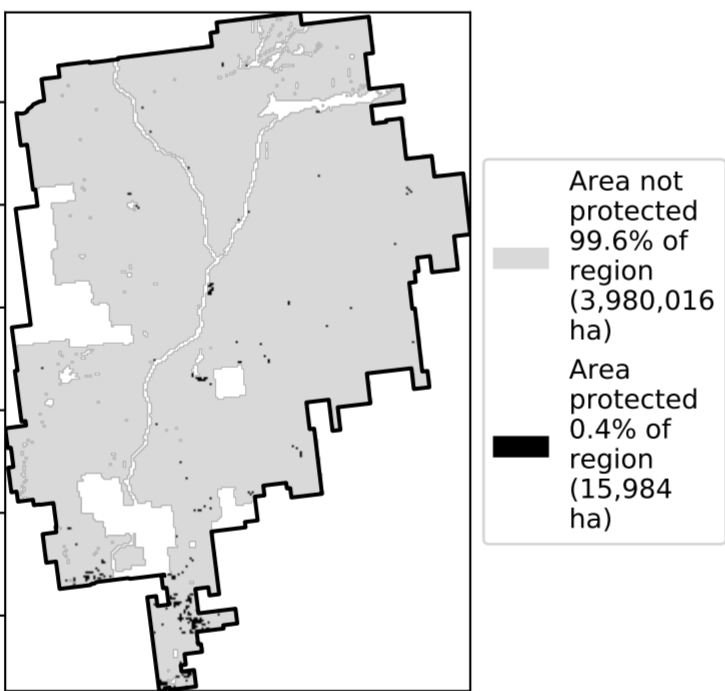 Area not
protected
99.6% of
region
(3,980,016
ha)
Area
protected
0.4% of
region
(15,984
ha)